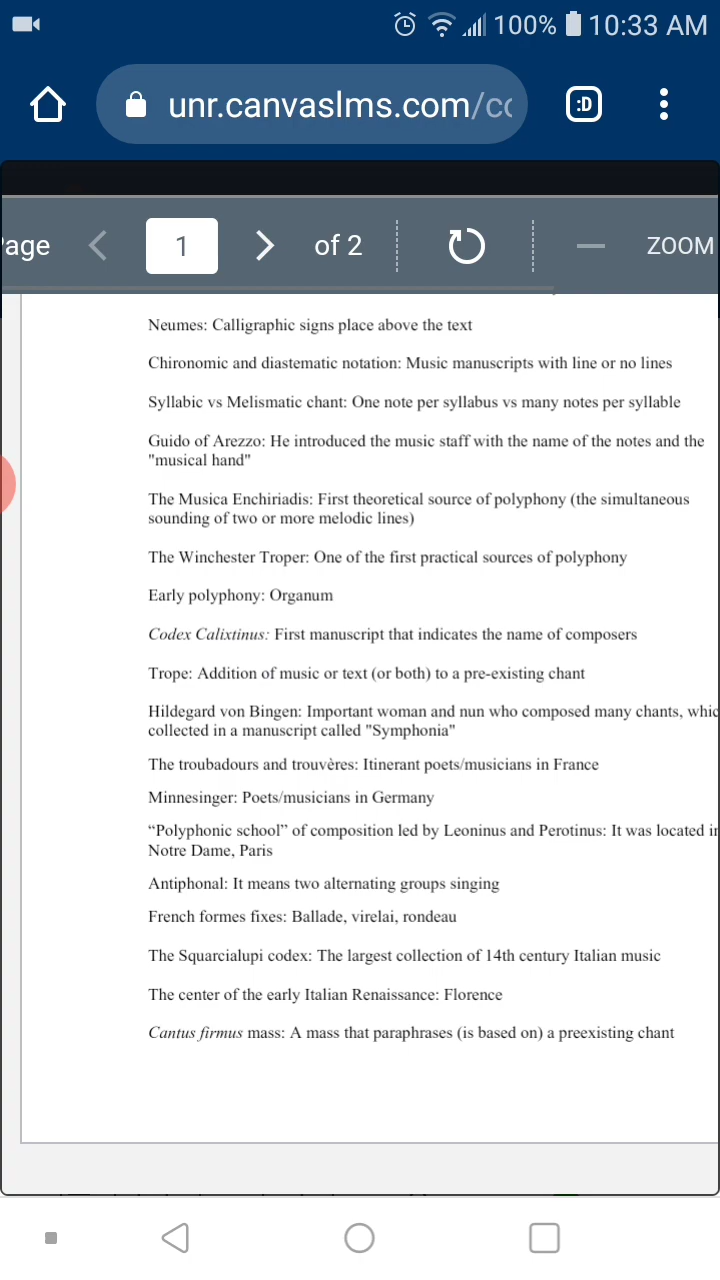 100% 10:33 AM
unr.canvaslms.com/cc
:D
age 1 of 2 ZOOM
Neumes: Calligraphic signs place above the text
Chironomic and diastematic notation: Music manuscripts with line or no lines
Syllabic vs Melismatic chant: One note per syllabus vs many notes per syllable
Guido of Arezzo: He introduced the music staff with the name of the notes and the
"musical hand"
The Musica Enchiriadis: First theoretical source of polyphony (the simultaneous
sounding of two or more melodic lines)
The Winchester Troper: One of the first practical sources of polyphony
Early polyphony: Organum
Codex Calixtinus: First manuscript that indicates the name of composers
Trope: Addition of music or text (or both) to a pre-existing chant
Hildegard von Bingen: Important woman and nun who composed many chants, whic
collected in a manuscript called "Symphonia"
The troubadours and trouvères: Itinerant poets/musicians in France
Minnesinger: Poets/musicians in Germany
“Polyphonic school” of composition led by Leoninus and Perotinus: It was located in
Notre Dame, Paris
Antiphonal: It means two alternating groups singing
French formes fixes: Ballade, virelai, rondeau
The Squarcialupi codex: The largest collection of 14th century Italian music
The center of the early Italian Renaissance: Florence
Cantus firmus mass: A mass that paraphrases (is based on) a preexisting chant